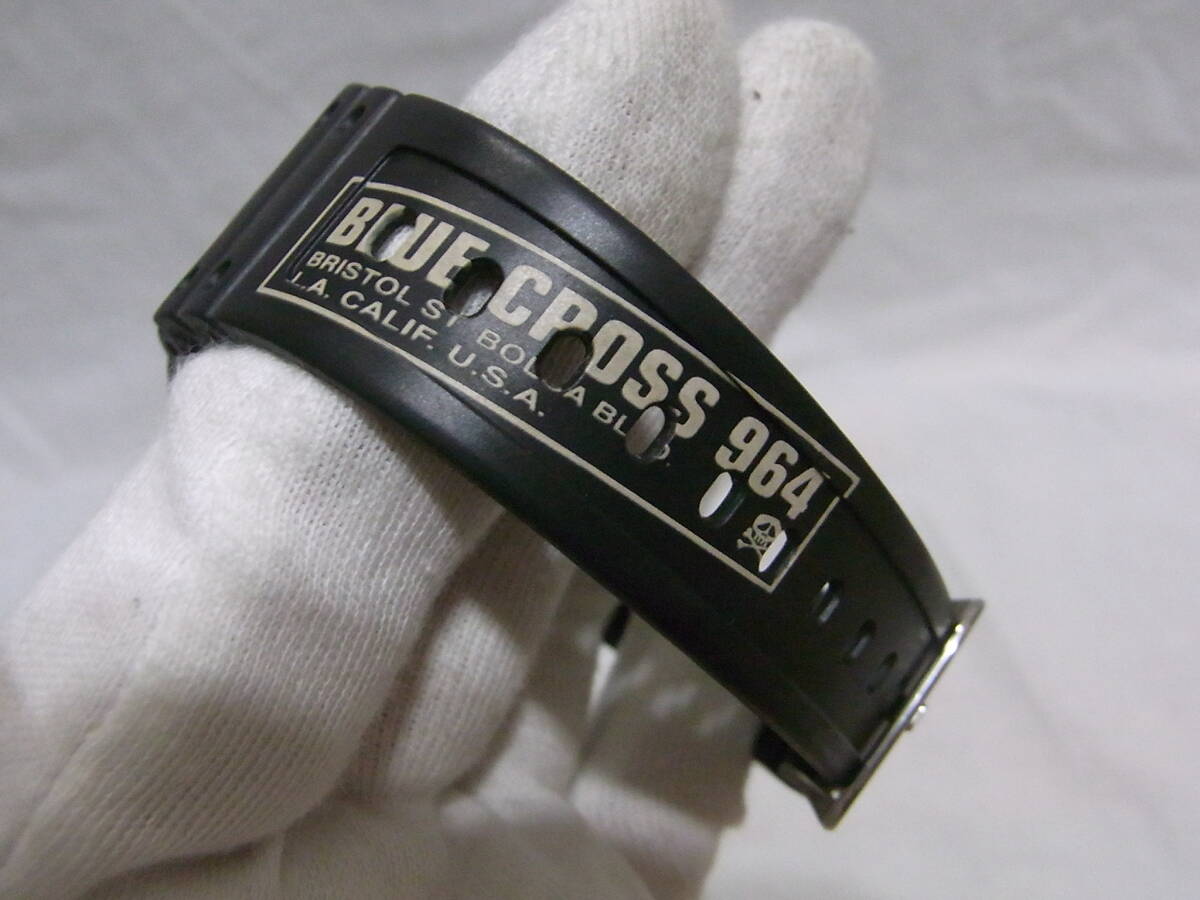 BLUE CROSS 964
BRISTOL ST BOLSA BLVD.
L.A. CALIF. U.S.A.